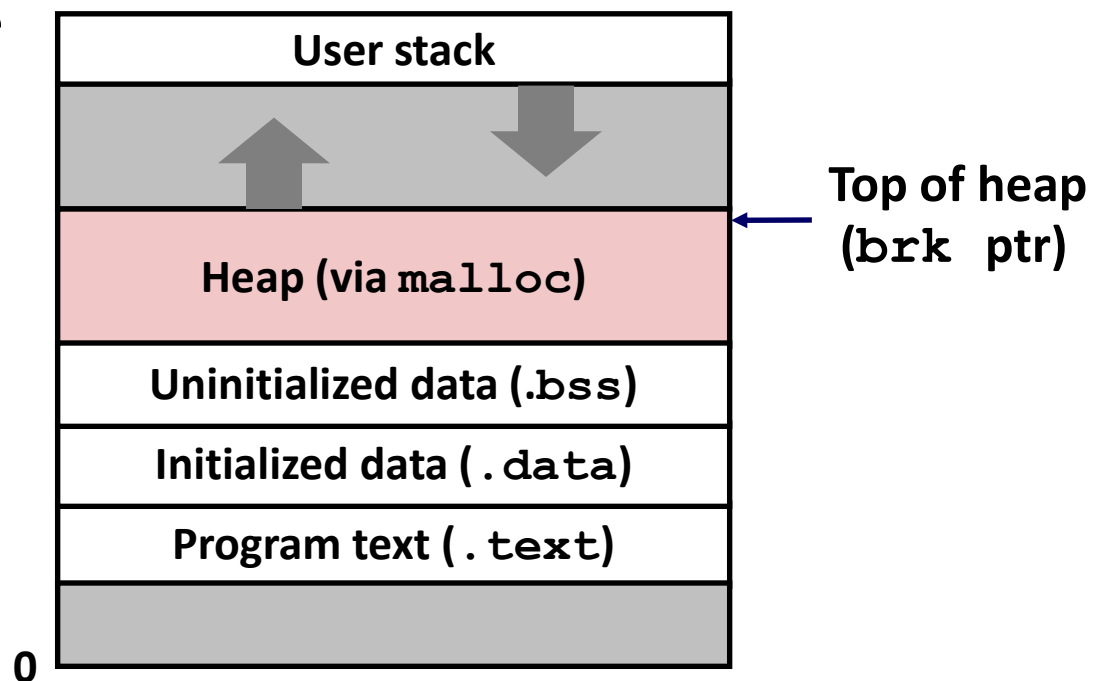 User stack
Top of heap
(brk ptr)
Heap (via malloc)
Uninitialized data (.bss)
Initialized data (.data)
Program text (.text)
0